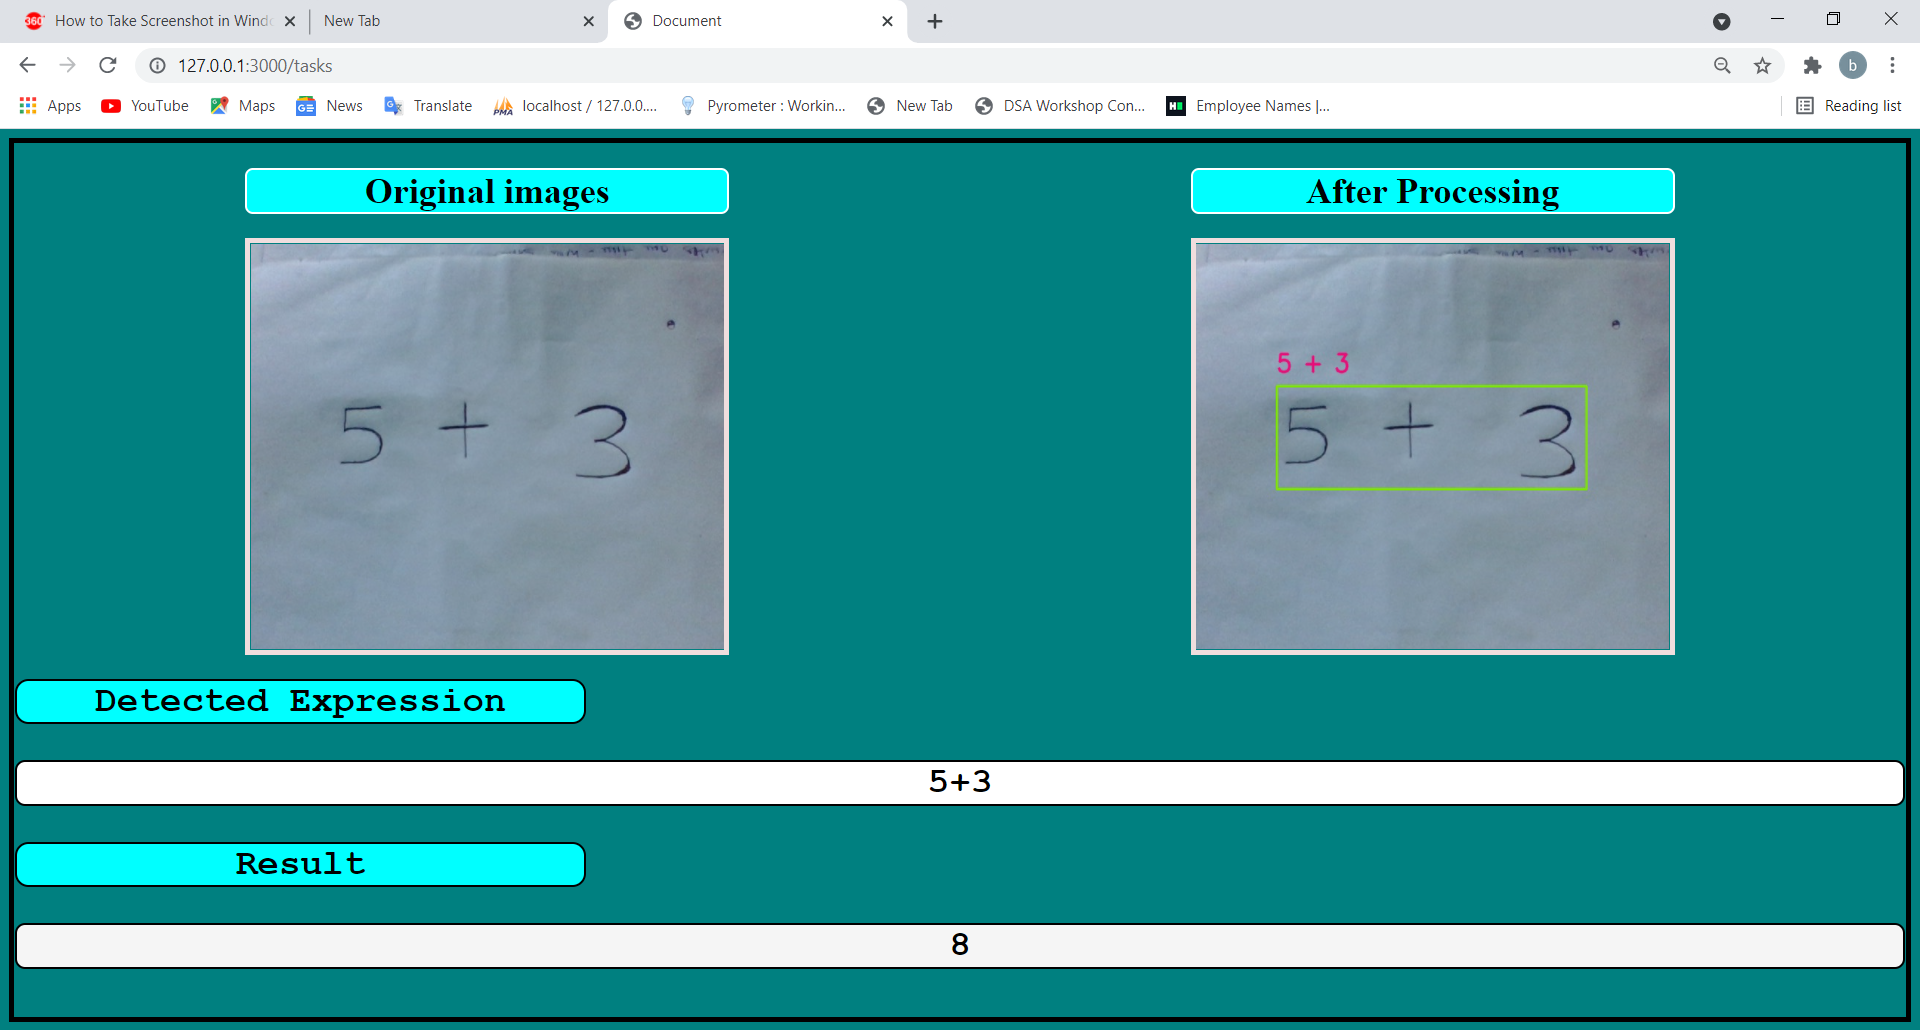 How to Take Screenshot in Wind
New Tab
Document
127.0.0.1:3000/tasks
b
Apps
YouTube
Maps
News
Translate
localhost / 127.0.0....
Pyrometer : Workin...
New Tab
DSA Workshop Con...
Employee Names |...
Reading list
Original images
After Processing
5 + 3
5 + 3
5 + 3
Detected Expression
5+3
Result
8